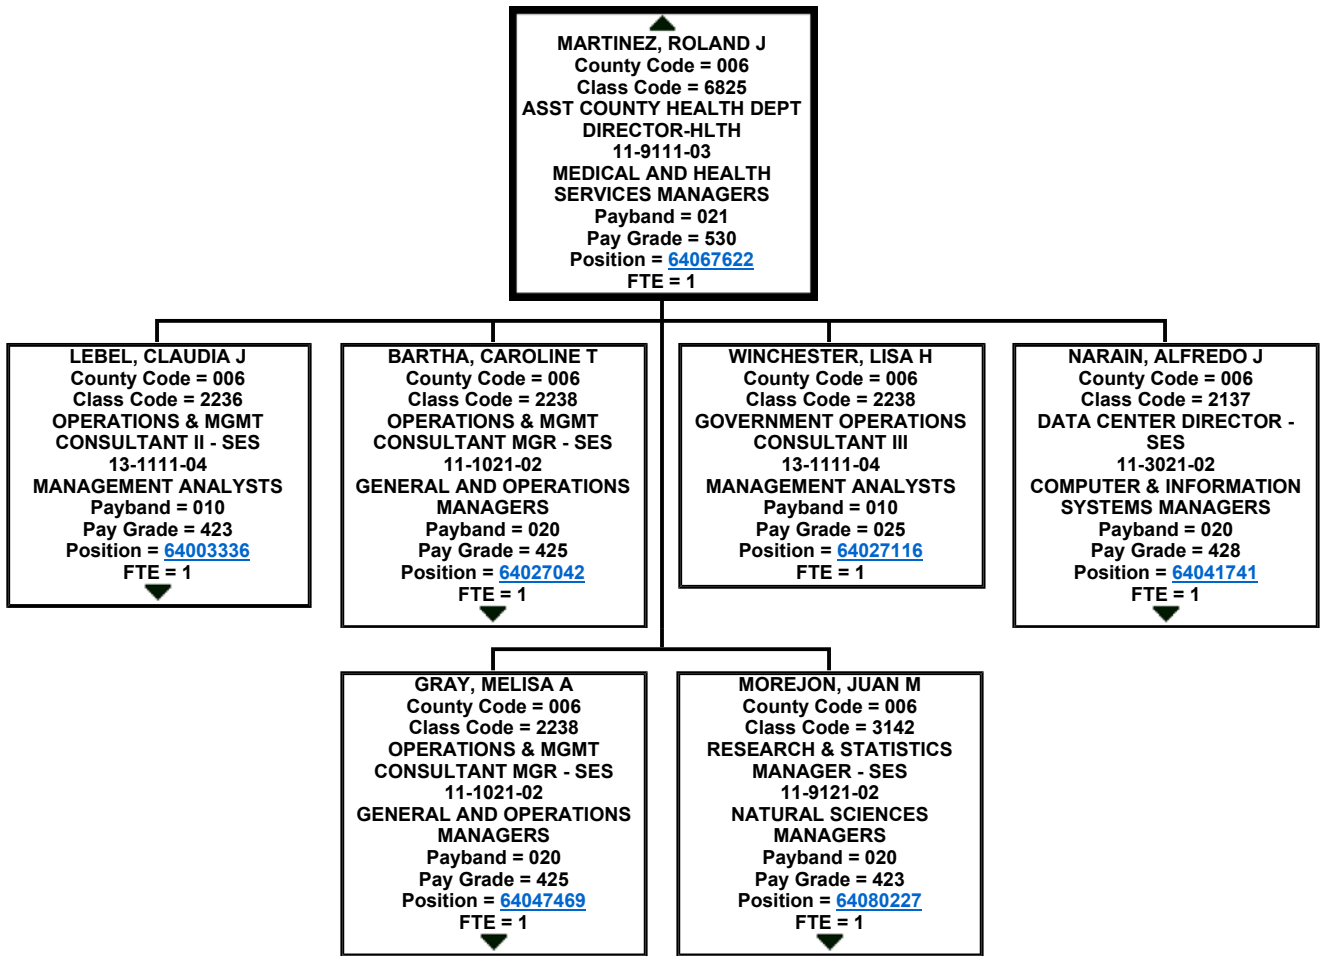 MARTINEZ, ROLAND J
County Code = 006
Class Code = 6825
ASST COUNTY HEALTH DEPT
DIRECTOR-HLTH
11-9111-03
MEDICAL AND HEALTH
SERVICES MANAGERS
Payband = 021
Pay Grade = 530
Position = 64067622
FTE = 1
LEBEL, CLAUDIA J
County Code = 006
Class Code = 2236
OPERATIONS & MGMT
CONSULTANT II - SES
13-1111-04
MANAGEMENT ANALYSTS
Payband = 010
Pay Grade = 423
Position = 64003336
FTE = 1
BARTHA, CAROLINE T
County Code = 006
Class Code = 2238
OPERATIONS & MGMT
CONSULTANT MGR - SES
11-1021-02
GENERAL AND OPERATIONS
MANAGERS
Payband = 020
Pay Grade = 425
Position = 64027042
FTE = 1
WINCHESTER, LISA H
County Code = 006
Class Code = 2238
GOVERNMENT OPERATIONS
CONSULTANT III
13-1111-04
MANAGEMENT ANALYSTS
Payband = 010
Pay Grade = 025
Position = 64027116
FTE = 1
NARAIN, ALFREDO J
County Code = 006
Class Code = 2137
DATA CENTER DIRECTOR -
SES
11-3021-02
COMPUTER & INFORMATION
SYSTEMS MANAGERS
Payband = 020
Pay Grade = 428
Position = 64041741
FTE = 1
GRAY, MELISA A
County Code = 006
Class Code = 2238
OPERATIONS & MGMT
CONSULTANT MGR - SES
11-1021-02
GENERAL AND OPERATIONS
MANAGERS
Payband = 020
Pay Grade = 425
Position = 64047469
FTE = 1
MOREJON, JUAN M
County Code = 006
Class Code = 3142
RESEARCH & STATISTICS
MANAGER - SES
11-9121-02
NATURAL SCIENCES
MANAGERS
Payband = 020
Pay Grade = 423
Position = 64080227
FTE = 1